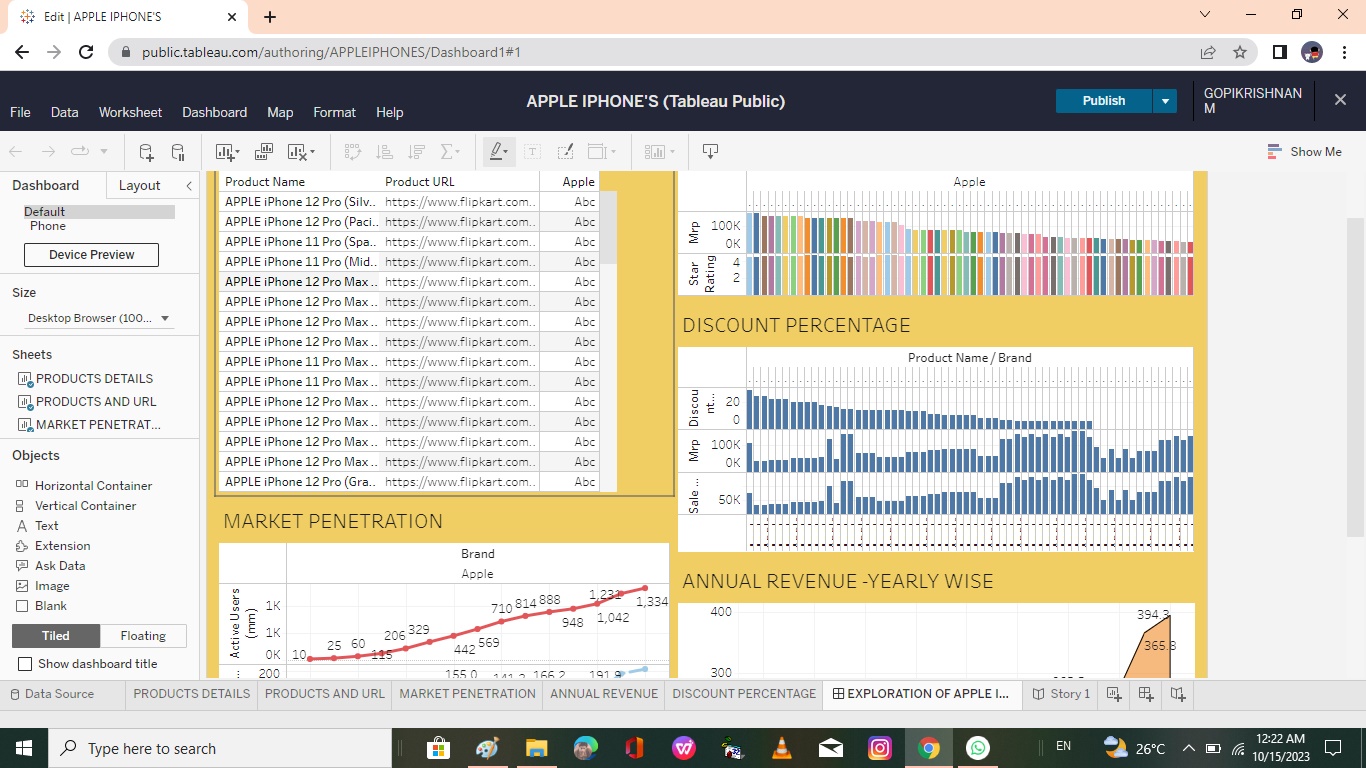 Edit | APPLE IPHONE'S
public.tableau.com/authoring/APPLEIPHONES/Dashboard1#1
APPLE IPHONE'S (Tableau Public)
Publish
GOPIKRISHNAN
M
File Data Worksheet Dashboard Map Format Help
Show Me
Dashboard Layout
Default
Phone
Device Preview
Size
Desktop Browser (100...
Sheets
PRODUCTS DETAILS
PRODUCTS AND URL
MARKET PENETRAT...
Objects
Horizontal Container
Vertical Container
Text
Extension
Ask Data
Image
Blank
Tiled Floating
Show dashboard title
Product Name Product URL Apple
APPLE iPhone 12 Pro (Silv.. https://www.flipkart.com.. Abc
APPLE iPhone 12 Pro (Paci.. https://www.flipkart.com.. Abc
APPLE iPhone 11 Pro (Spa.. https://www.flipkart.com.. Abc
APPLE iPhone 11 Pro (Mid.. https://www.flipkart.com.. Abc
APPLE iPhone 12 Pro Max .. https://www.flipkart.com.. Abc
APPLE iPhone 12 Pro Max .. https://www.flipkart.com.. Abc
APPLE iPhone 12 Pro Max .. https://www.flipkart.com.. Abc
APPLE iPhone 12 Pro Max .. https://www.flipkart.com.. Abc
APPLE iPhone 11 Pro Max .. https://www.flipkart.com.. Abc
APPLE iPhone 11 Pro Max .. https://www.flipkart.com.. Abc
APPLE iPhone 12 Pro Max .. https://www.flipkart.com.. Abc
APPLE iPhone 12 Pro Max .. https://www.flipkart.com.. Abc
APPLE iPhone 12 Pro Max .. https://www.flipkart.com.. Abc
APPLE iPhone 12 Pro Max .. https://www.flipkart.com.. Abc
APPLE iPhone 12 Pro (Gra.. https://www.flipkart.com.. Abc
MARKET PENETRATION
Brand
Apple
Active Users
(mm)
1K
1K
0K
10 25 60 115 206 329 442 569 710 814 888 948 1,042 1,231 1,334
200
155.0 166.2 191.9
Apple
Mrp
100K
0K
Star
Rating
4
2
DISCOUNT PERCENTAGE
Product Name / Brand
Discou
nt...
20
0
Mrp
100K
0K
Sale ...
50K
ANNUAL REVENUE -YEARLY WISE
400
300
394.3
365.8
Data Source PRODUCTS DETAILS PRODUCTS AND URL MARKET PENETRATION ANNUAL REVENUE DISCOUNT PERCENTAGE EXPLORATION OF APPLE I... Story 1
Type here to search
EN
26°C
12:22 AM
10/15/2023